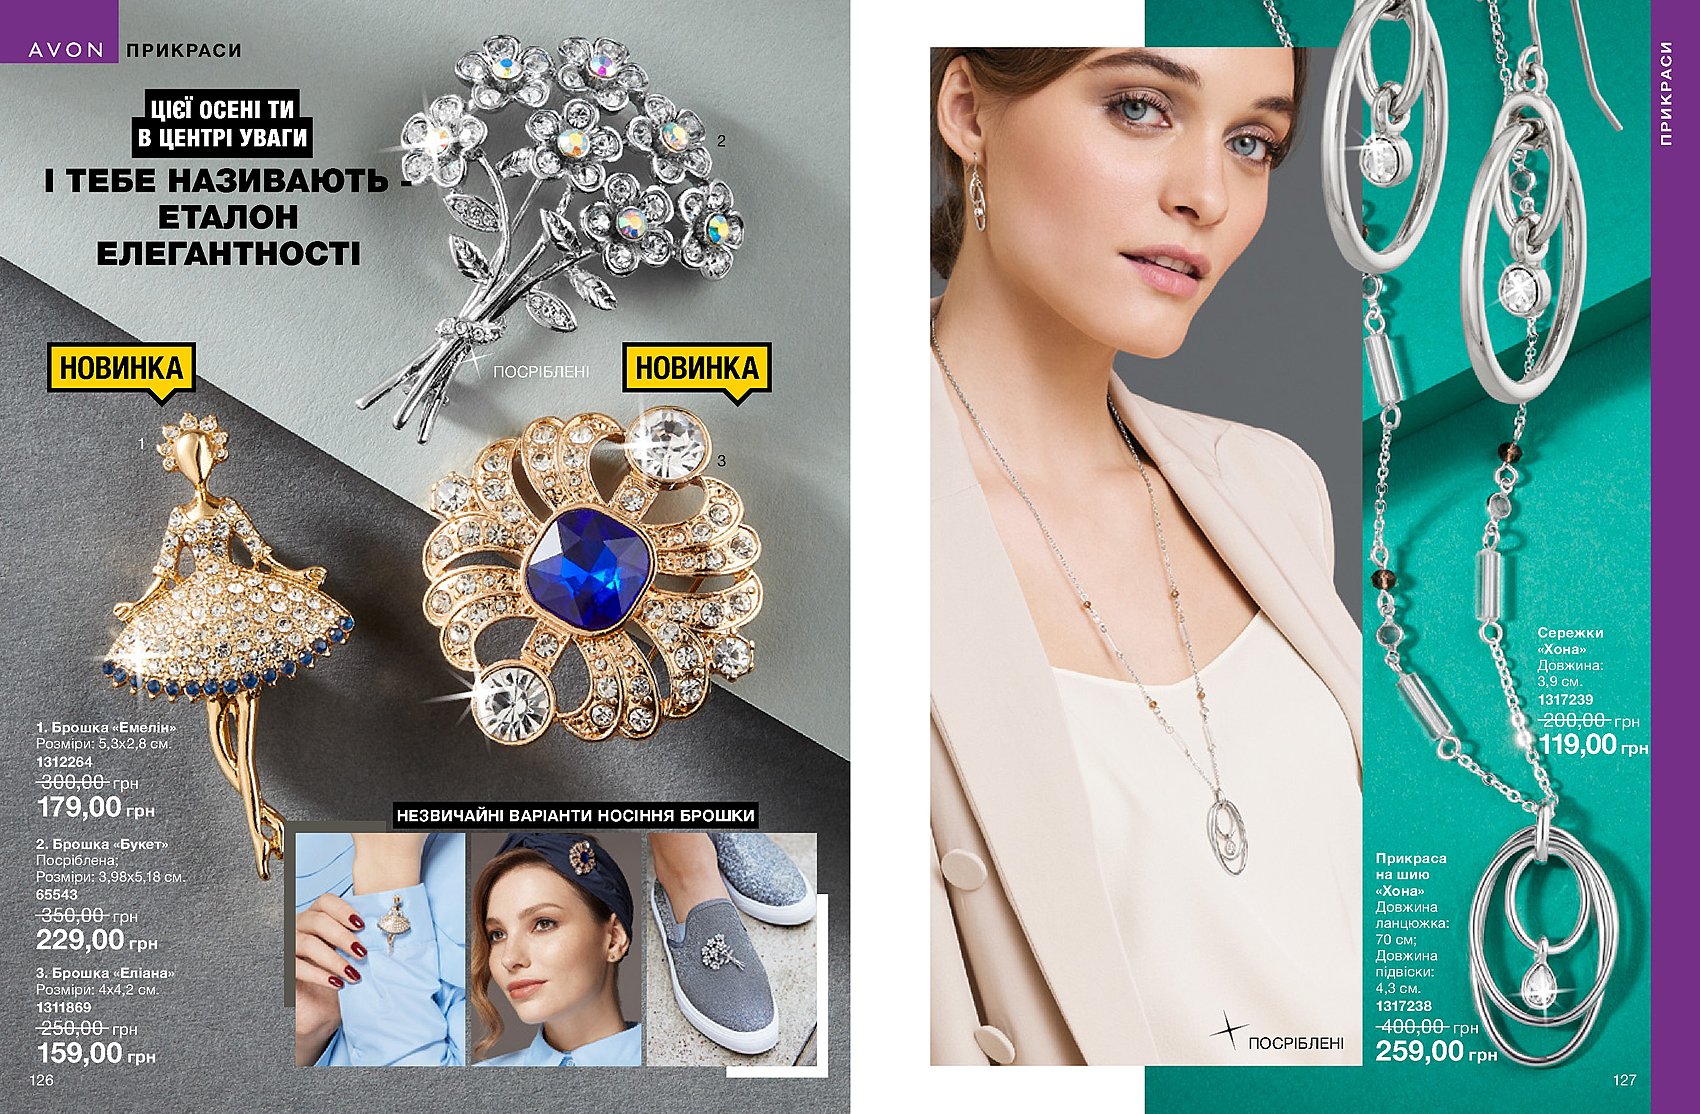 AVON ПРИКРАСИ
ЦІЄЇ ОСЕНІ ТИ
В ЦЕНТРІ УВАГИ
І ТЕБЕ НАЗИВАЮТЬ -
ЕТАЛОН
ЕЛЕГАНТНОСТІ
2
НОВИНКА
ПОСРІБЛЕНІ
НОВИНКА
1
3
1. Брошка «Емелін»
Розміри: 5,3х2,8 см.
1312264
300,00 грн
179,00 грн
2. Брошка «Букет»
Посріблена;
Розміри: 3,98х5,18 см.
65543
350,00 грн
229,00 грн
3. Брошка «Еліана»
Розміри: 4х4,2 см.
1311869
250,00 грн
159,00 грн
НЕЗВИЧАЙНІ ВАРІАНТИ НОСІННЯ БРОШКИ
126
ПРИКРАСИ
Сережки
«Хона»
Довжина:
3,9 см.
1317239
200,00 грн
119,00 грн
Прикраса
на шию
«Хона»
Довжина
ланцюжка:
70 см;
Довжина
підвіски:
4,3 см.
1317238
400,00 грн
259,00 грн
ПОСРІБЛЕНІ
127